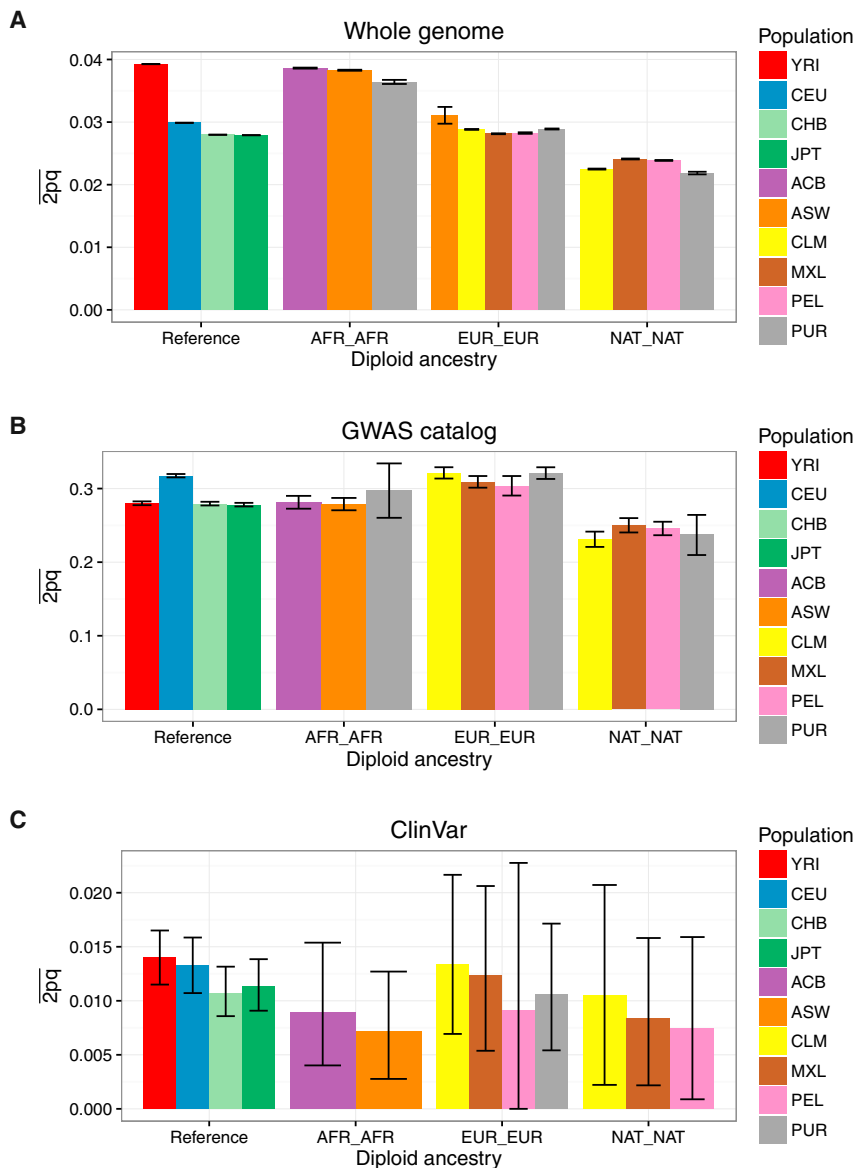 A
Whole genome
0.04
0.03
0.02
0.01
0.00
2pq
Reference AFR_AFR EUR_EUR NAT_NAT
Diploid ancestry
Population
YRI
CEU
CHB
JPT
ACB
ASW
CLM
MXL
PEL
PUR
B
GWAS catalog
0.3
0.2
0.1
0.0
2pq
Reference AFR_AFR EUR_EUR NAT_NAT
Diploid ancestry
Population
YRI
CEU
CHB
JPT
ACB
ASW
CLM
MXL
PEL
PUR
C
ClinVar
0.020
0.015
0.010
0.005
0.000
2pq
Reference AFR_AFR EUR_EUR NAT_NAT
Diploid ancestry
Population
YRI
CEU
CHB
JPT
ACB
ASW
CLM
MXL
PEL
PUR